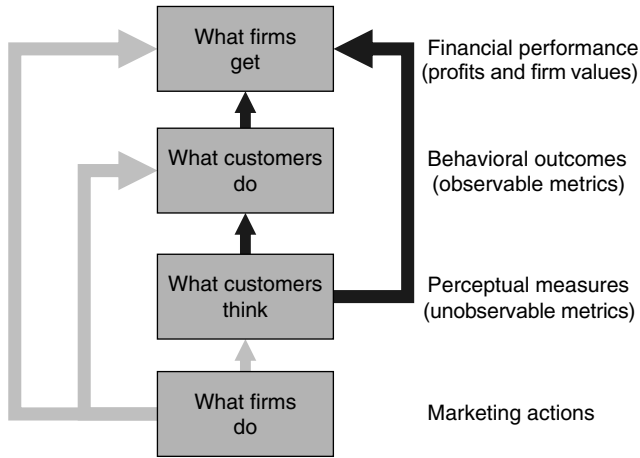 What firms
get
Financial performance
(profits and firm values)
What customers
do
Behavioral outcomes
(observable metrics)
What customers
think
Perceptual measures
(unobservable metrics)
What firms
do
Marketing actions